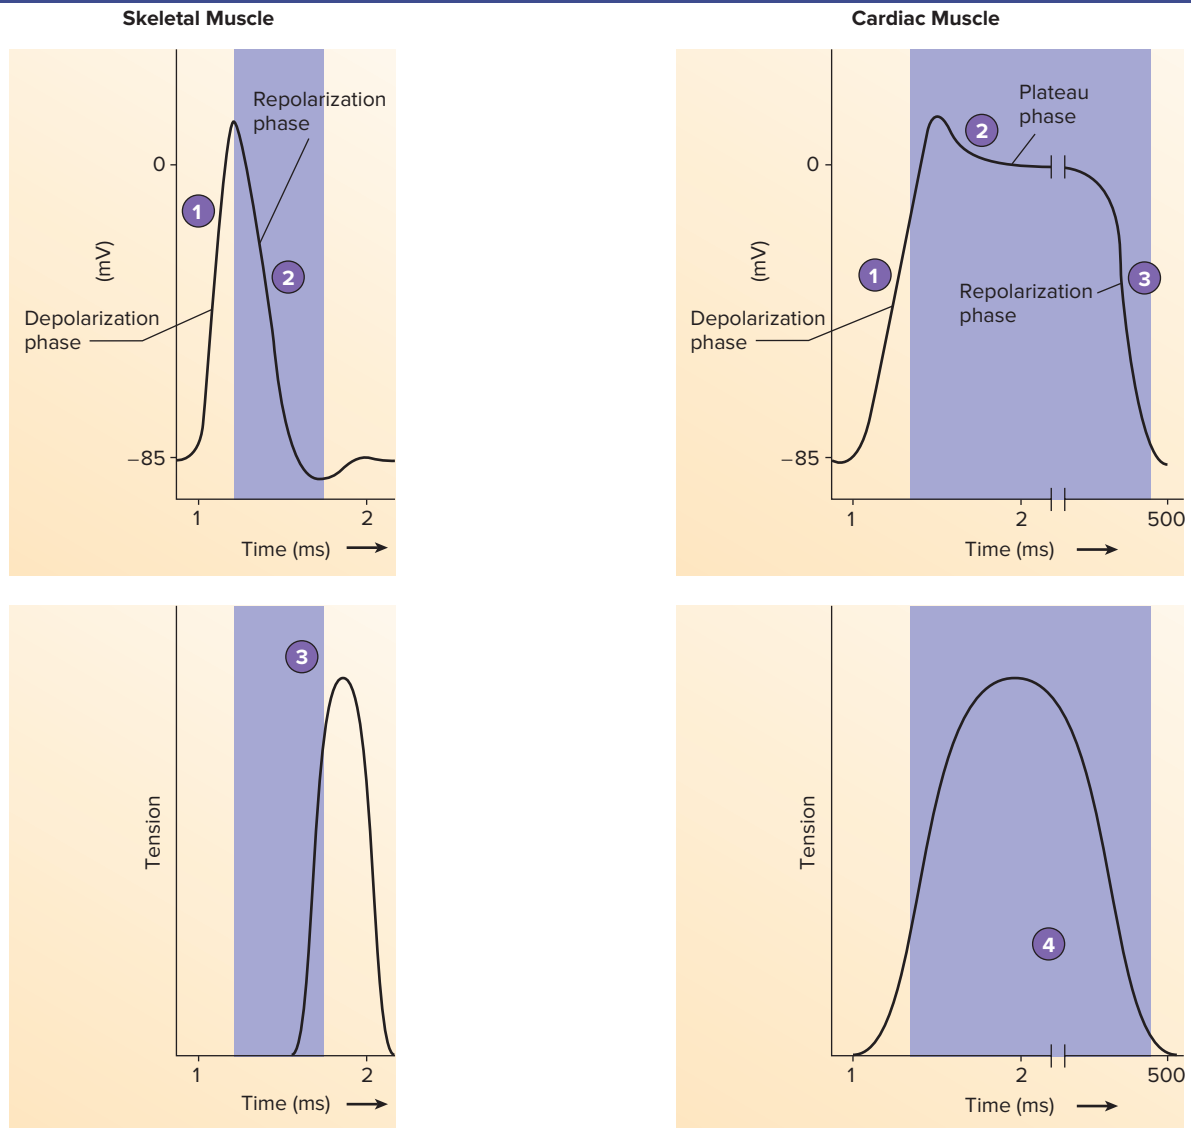 Skeletal Muscle
Repolarization
phase
0
1
(mV)
2
Depolarization
phase
–85
1
2
Time (ms)
3
Tension
1
2
Time (ms)
Cardiac Muscle
Plateau
phase
2
0
(mV)
1
3
Repolarization
phase
Depolarization
phase
–85
1
2
500
Time (ms)
Tension
4
1
2
500
Time (ms)